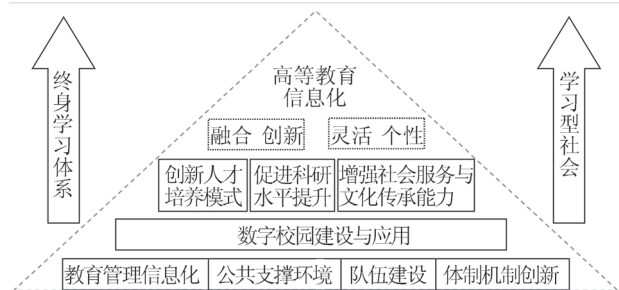 高等教育
信息化
融合 创新
灵活 个性
创新人才
培养模式
促进科研
水平提升
增强社会服务与
文化传承能力
数字校园建设与应用
教育管理信息化
公共支撑环境
队伍建设
体制机制创新
终身学习体系
学习型社会